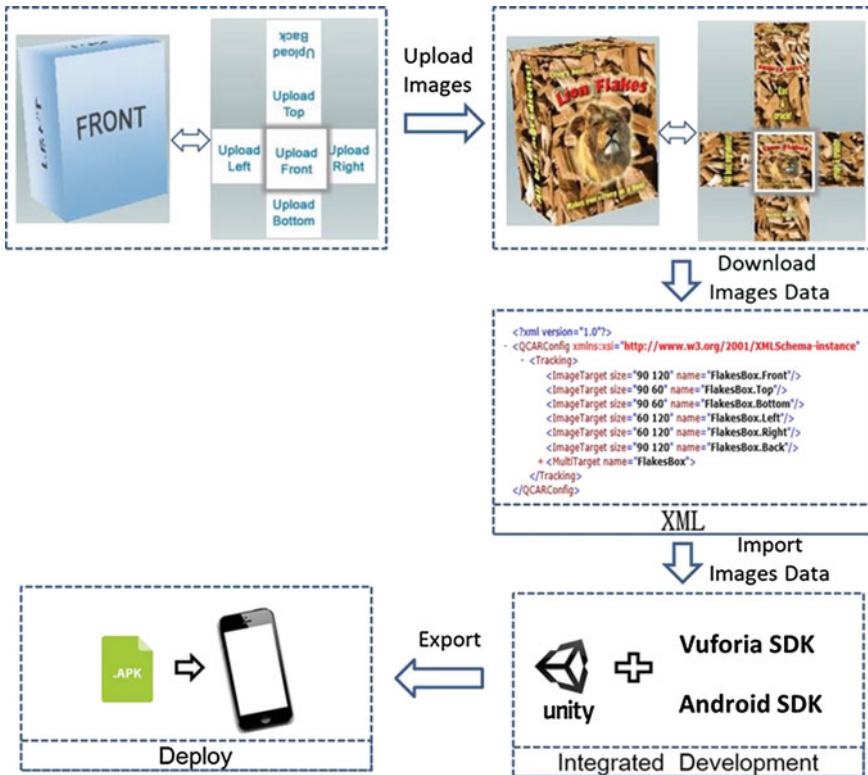 FRONT
LEFT
Upload
Back
Upload
Top
Upload
Left
Upload
Front
Upload
Right
Upload
Bottom
Upload
Images
Lion Flakes
Lion Flakes
Download
Images Data
<?xml version="1.0"?>
- <QCARConfig xmlns:xsi="http://www.w3.org/2001/XMLSchema-instance"
- <Tracking>
<ImageTarget size="90 120" name="FlakesBox.Front"/>
<ImageTarget size="90 60" name="FlakesBox.Top"/>
<ImageTarget size="90 60" name="FlakesBox.Bottom"/>
<ImageTarget size="60 120" name="FlakesBox.Left"/>
<ImageTarget size="60 120" name="FlakesBox.Right"/>
<ImageTarget size="90 120" name="FlakesBox.Back"/>
+ <MultiTarget name="FlakesBox">
</Tracking>
</QCARConfig>
XML
Import
Images Data
.APK
Export
unity
Vuforia SDK
Android SDK
Deploy
Integrated Development